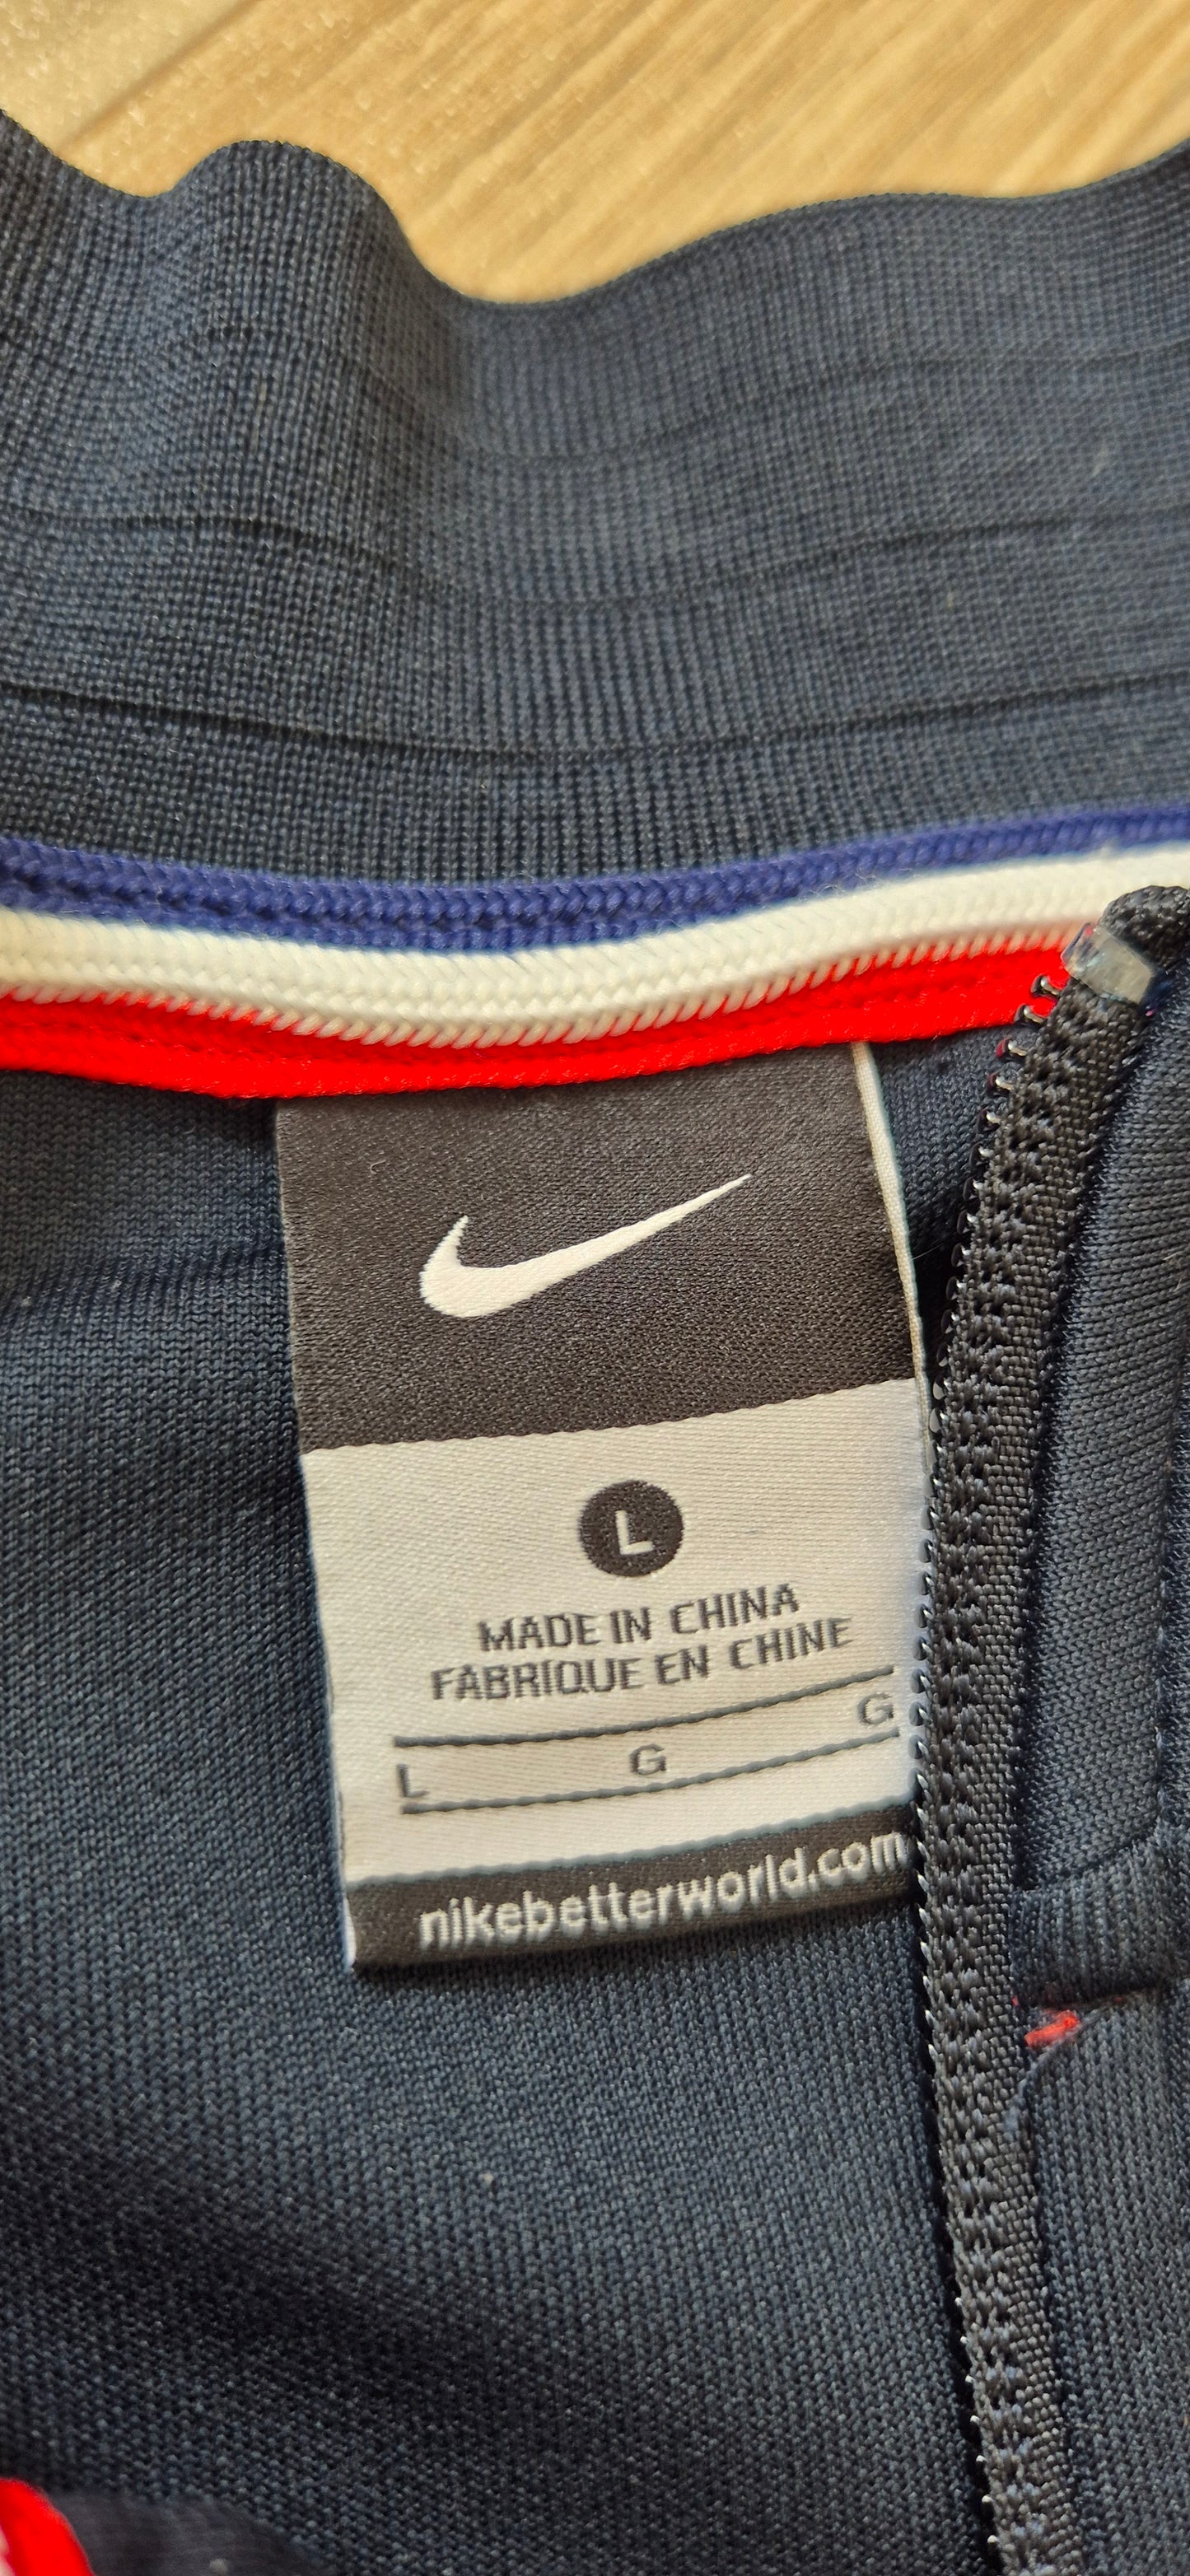 L
MADE IN CHINA
FABRIQUE EN CHINE
L G G
nikebetterworld.com